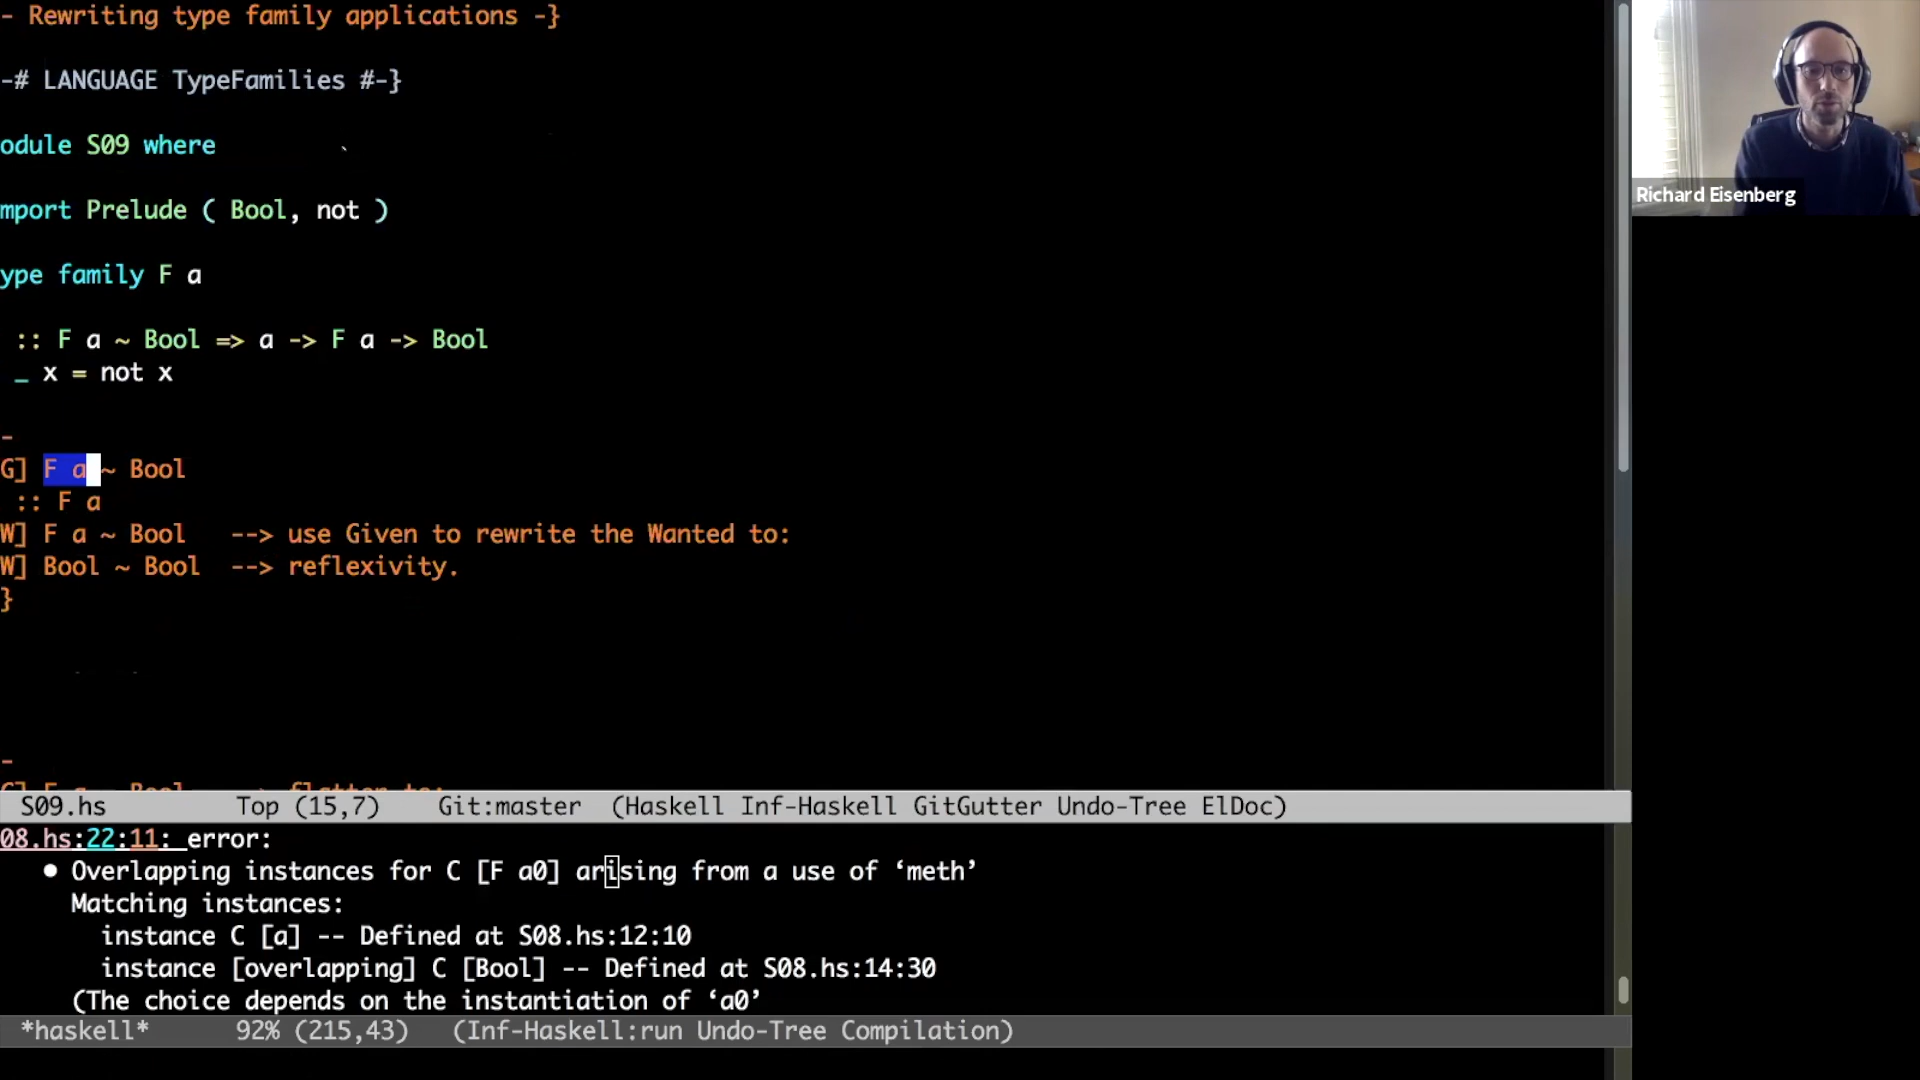 - Rewriting type family applications -}
-# LANGUAGE TypeFamilies #-}
odule S09 where
mport Prelude ( Bool, not )
ype family F a
:: F a ~ Bool => a -> F a -> Bool
_ x = not x
-
G] F a ~ Bool
:: F a
W] F a ~ Bool --> use Given to rewrite the Wanted to:
W] Bool ~ Bool --> reflexivity.
}
-
G] F a ~ Bool --> flatten to:
S09.hs Top (15,7) Git:master (Haskell Inf-Haskell GitGutter Undo-Tree ElDoc)
08.hs:22:11: error:
• Overlapping instances for C [F a0] arising from a use of ‘meth’
Matching instances:
instance C [a] -- Defined at S08.hs:12:10
instance [overlapping] C [Bool] -- Defined at S08.hs:14:30
(The choice depends on the instantiation of ‘a0’
*haskell* 92% (215,43) (Inf-Haskell:run Undo-Tree Compilation)
Richard Eisenberg